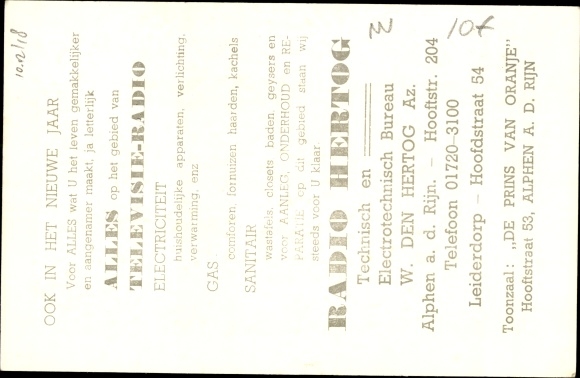 10.12/18
OOK IN HET NIEUWE JAAR
Voor ALLES wat U het leven gemakkelijker
en aangenamer maakt, ja letterlijk
ALLES op het gebied van
TELEVISIE-RADIO
ELECTRICITEIT
huishoudelijke apparaten, verlichting,
verwarming, enz
GAS
comforen, fornuizen haarden, kachels
SANITAIR
wastafels, closets baden, geysers en
voor AANLEG, ONDERHOUD en RE-
PARATIE op dit gebied staan wij
steeds voor U klaar.
RADIO HERTOG
Technisch en
Electrotechnisch Bureau
W. DEN HERTOG Az.
Alphen a. d. Rijn. – Hooftstr. 204
Telefoon 01720–3100
Leiderdorp – Hoofdstraat 54
Toonzaal: „DE PRINS VAN ORANJE”
Hooftstraat 53, ALPHEN A. D. RIJN